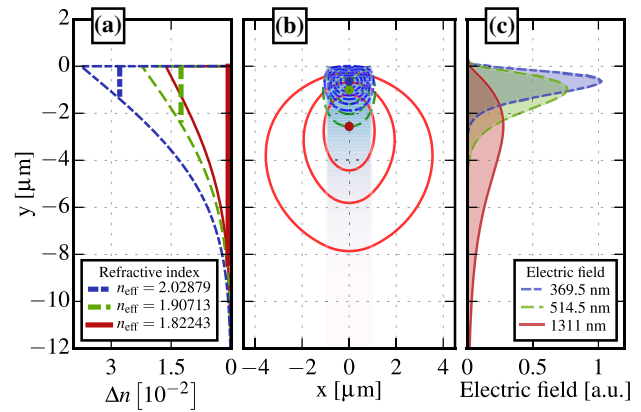 (a) (b) (c)
2
0
−2
−4
−6
−8
−10
−12
y [μm]
Refractive index
n_eff = 2.02879
n_eff = 1.90713
n_eff = 1.82243
Electric field
369.5 nm
514.5 nm
1311 nm
3 1.5 0 −4 −2 0 2 4 0 0.5 1
Δn [10⁻²] x [μm] Electric field [a.u.]